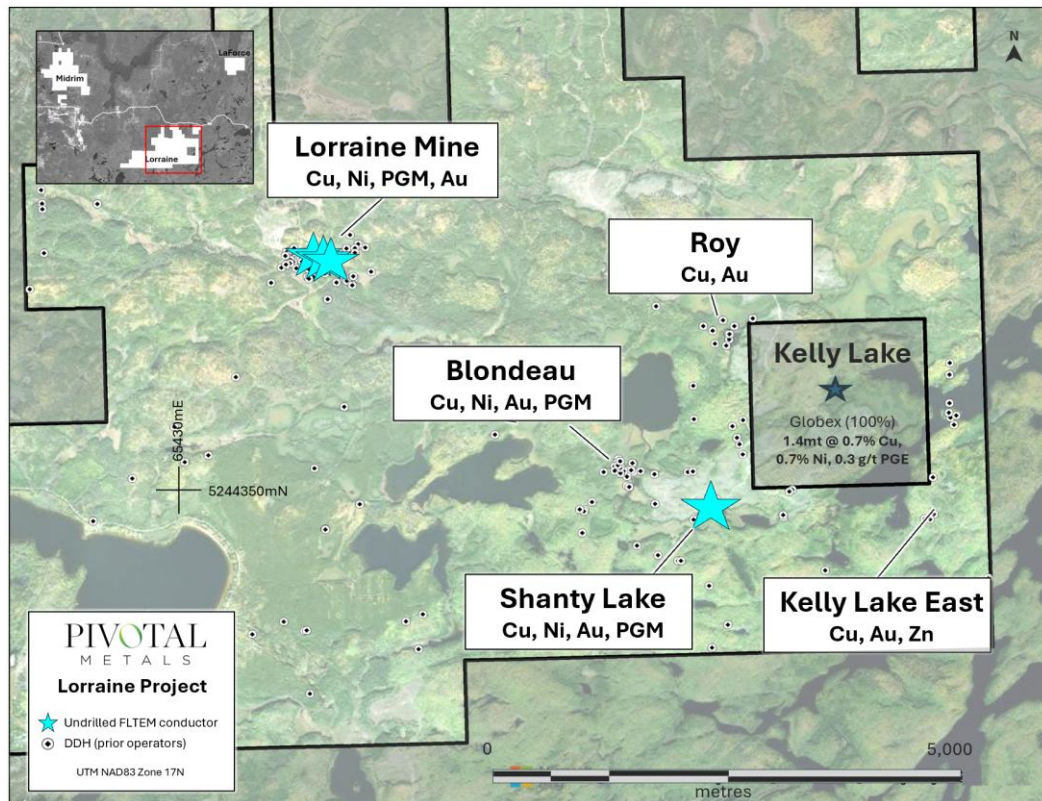 LaForce
Midrim
Lorraine
N
Lorraine Mine
Cu, Ni, PGM, Au
Roy
Cu, Au
Kelly Lake
Globex (100%)
1.4mt @ 0.7% Cu,
0.7% Ni, 0.3 g/t PGE
Blondeau
Cu, Ni, Au, PGM
65430mE
5244350mN
Shanty Lake
Cu, Ni, Au, PGM
Kelly Lake East
Cu, Au, Zn
PIVOTAL
METALS
Lorraine Project
Undrilled FLTEM conductor
DDH (prior operators)
UTM NAD83 Zone 17N
0
5,000
metres